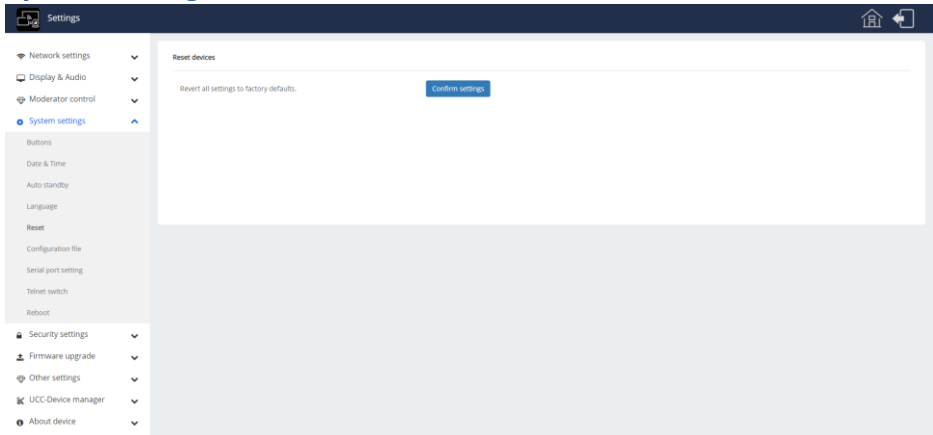 Settings
Network settings
Display & Audio
Moderator control
System settings
Buttons
Date & Time
Auto standby
Language
Reset
Configuration file
Serial port setting
Telnet switch
Reboot
Security settings
Firmware upgrade
Other settings
UCC-Device manager
About device
Reset devices
Revert all settings to factory defaults.
Confirm settings